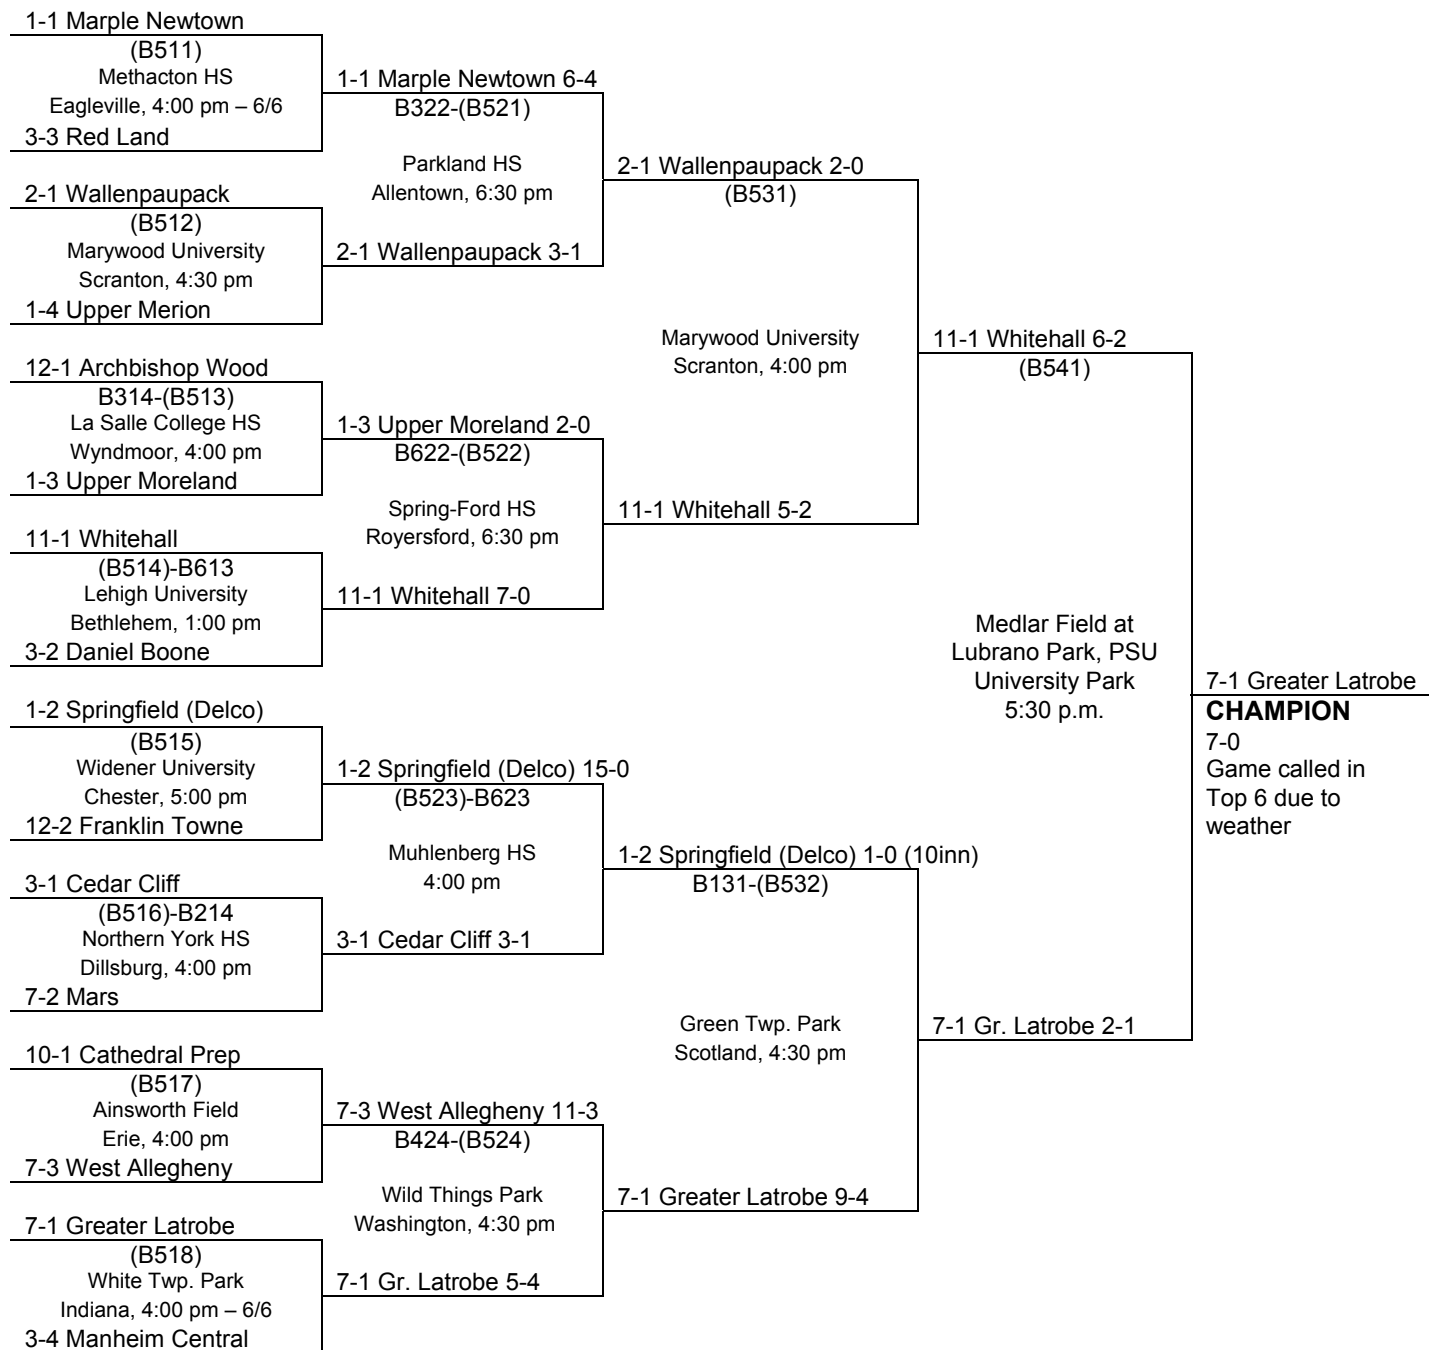 1-1 Marple Newtown
(B511)
Methacton HS
Eagleville, 4:00 pm – 6/6
3-3 Red Land
2-1 Wallenpaupack
(B512)
Marywood University
Scranton, 4:30 pm
1-4 Upper Merion
12-1 Archbishop Wood
B314-(B513)
La Salle College HS
Wyndmoor, 4:00 pm
1-3 Upper Moreland
11-1 Whitehall
(B514)-B613
Lehigh University
Bethlehem, 1:00 pm
3-2 Daniel Boone
1-2 Springfield (Delco)
(B515)
Widener University
Chester, 5:00 pm
12-2 Franklin Towne
3-1 Cedar Cliff
(B516)-B214
Northern York HS
Dillsburg, 4:00 pm
7-2 Mars
10-1 Cathedral Prep
(B517)
Ainsworth Field
Erie, 4:00 pm
7-3 West Allegheny
7-1 Greater Latrobe
(B518)
White Twp. Park
Indiana, 4:00 pm – 6/6
3-4 Manheim Central
1-1 Marple Newtown 6-4
B322-(B521)
Parkland HS
Allentown, 6:30 pm
2-1 Wallenpaupack 3-1
1-3 Upper Moreland 2-0
B622-(B522)
Spring-Ford HS
Royersford, 6:30 pm
11-1 Whitehall 7-0
1-2 Springfield (Delco) 15-0
(B523)-B623
Muhlenberg HS
4:00 pm
3-1 Cedar Cliff 3-1
7-3 West Allegheny 11-3
B424-(B524)
Wild Things Park
Washington, 4:30 pm
7-1 Gr. Latrobe 5-4
2-1 Wallenpaupack 2-0
(B531)
Marywood University
Scranton, 4:00 pm
11-1 Whitehall 5-2
1-2 Springfield (Delco) 1-0 (10inn)
B131-(B532)
Green Twp. Park
Scotland, 4:30 pm
7-1 Greater Latrobe 9-4
11-1 Whitehall 6-2
(B541)
Medlar Field at
Lubrano Park, PSU
University Park
5:30 p.m.
7-1 Gr. Latrobe 2-1
7-1 Greater Latrobe
CHAMPION
7-0
Game called in
Top 6 due to
weather